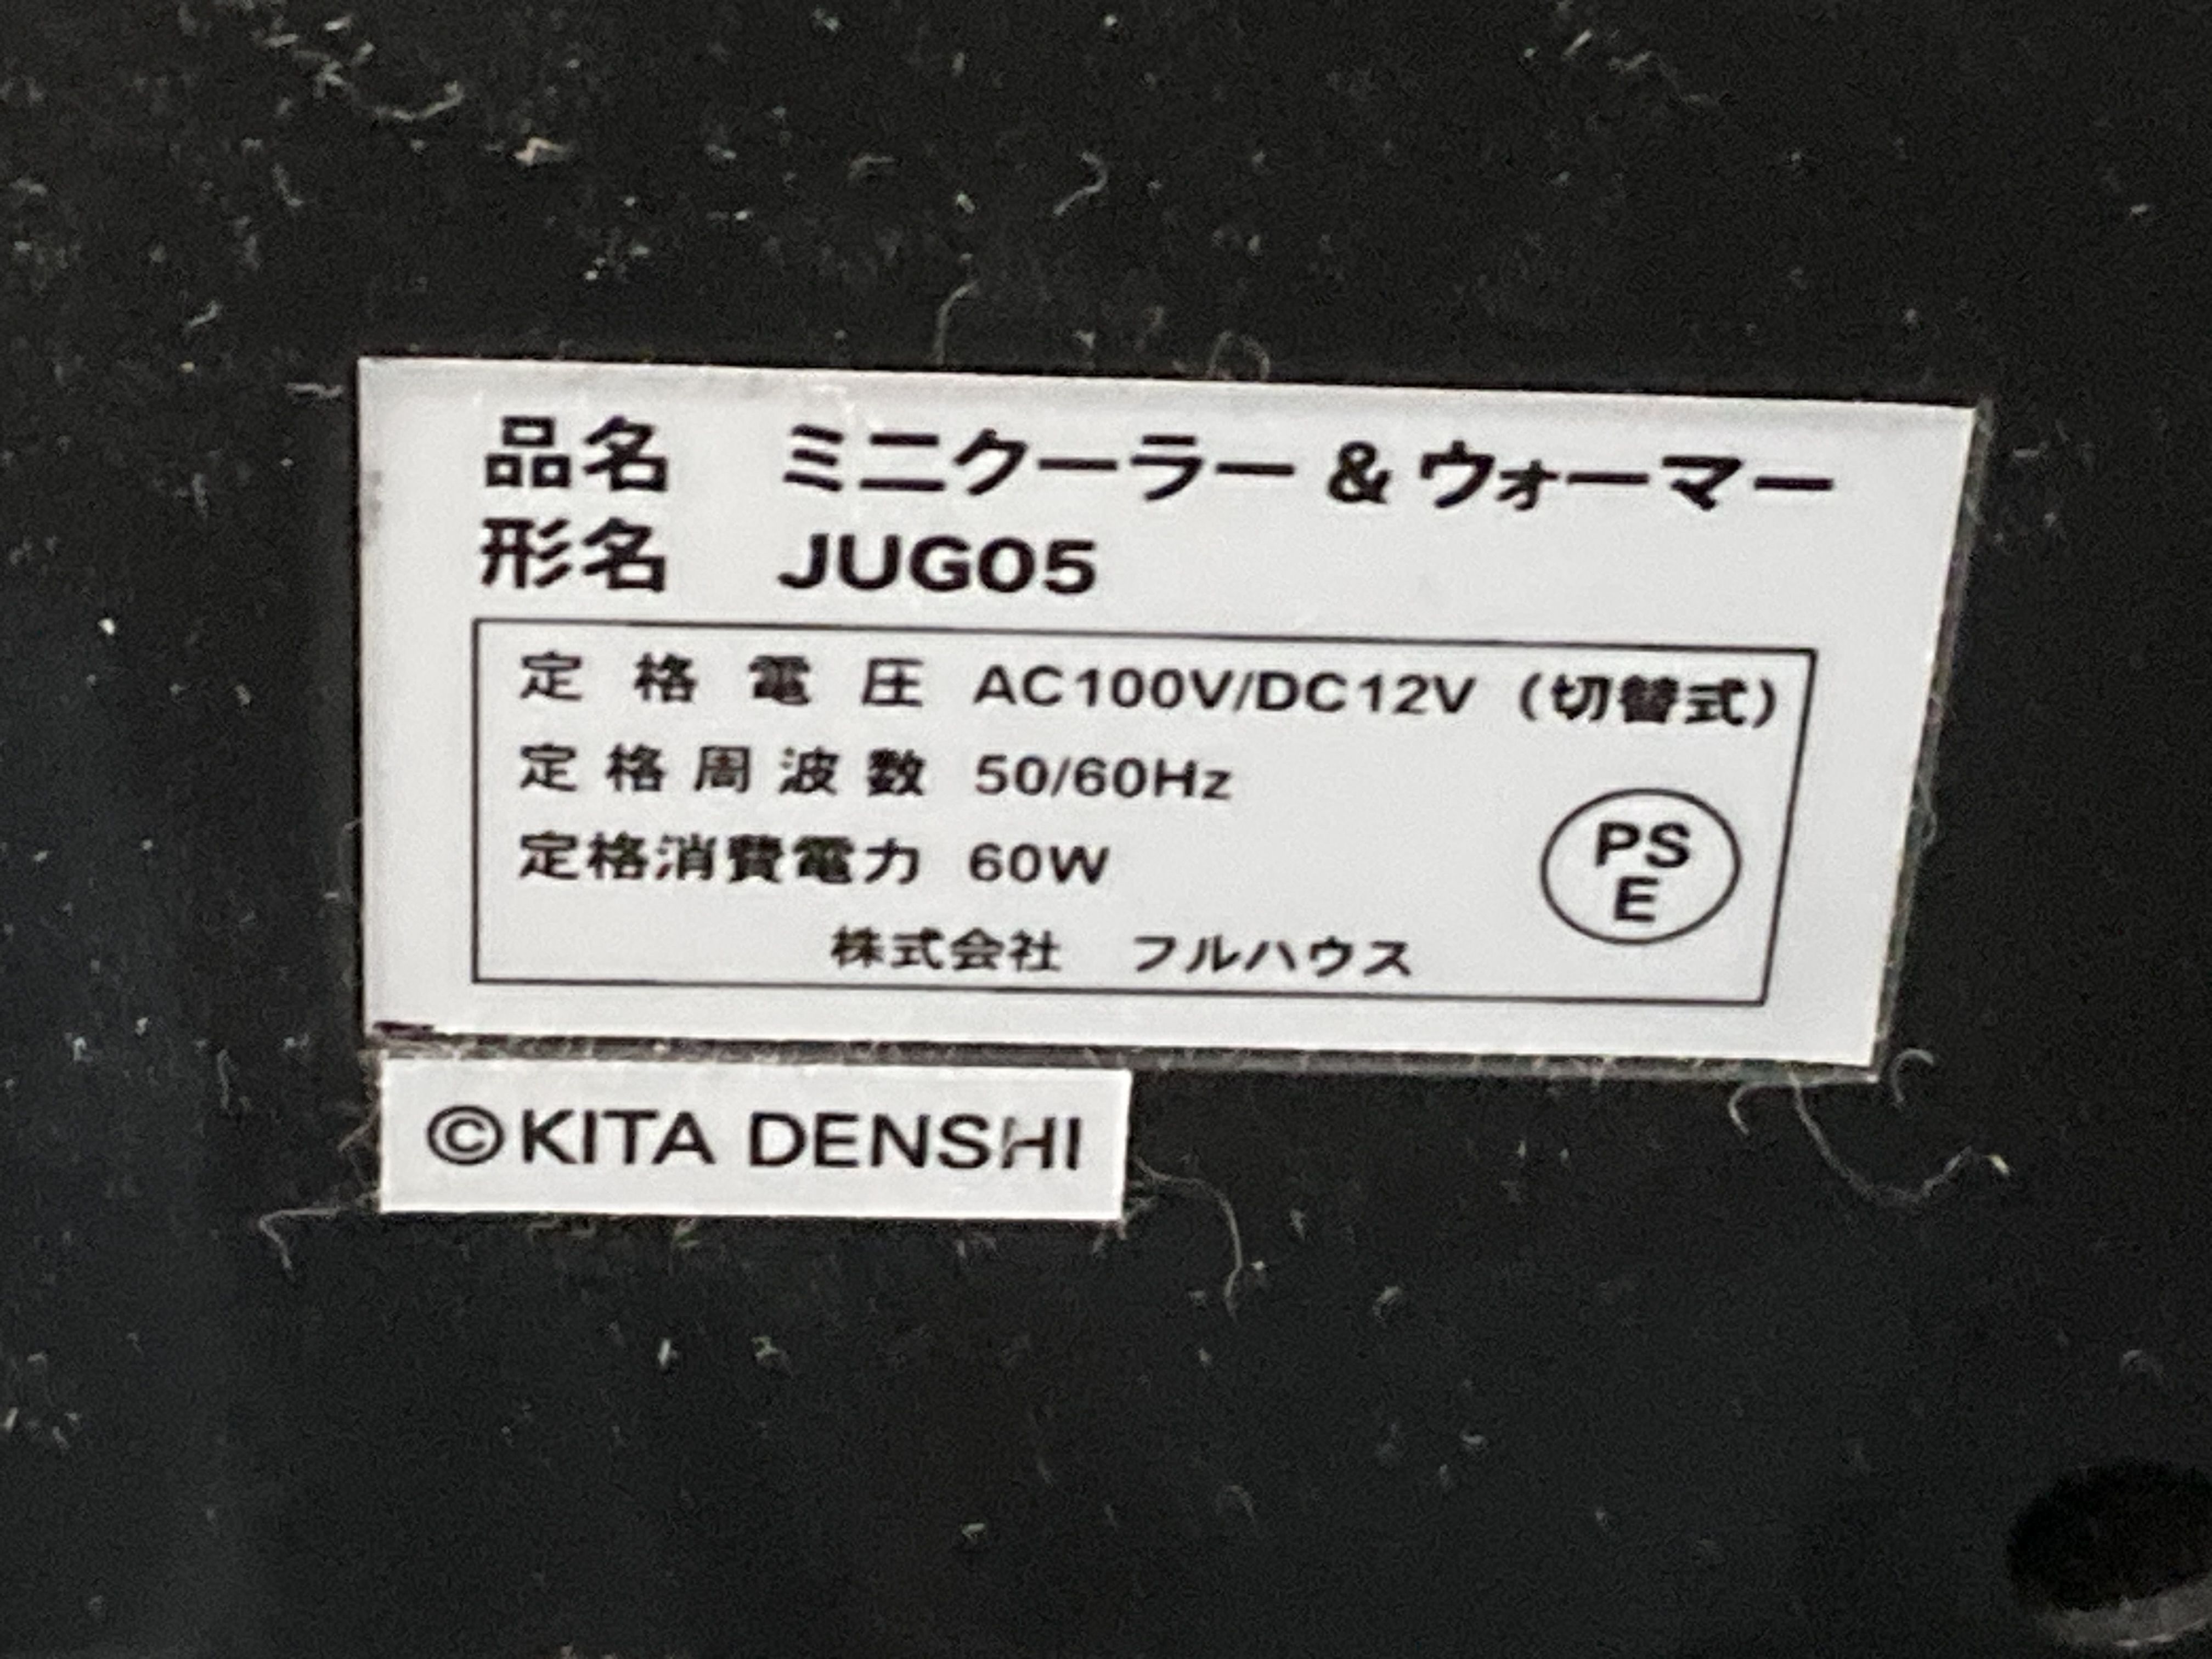 品名 ミニクーラー & ウォーマー
形名 JUG05
定格電圧 AC100V/DC12V (切替式)
定格周波数 50/60Hz
定格消費電力 60W
PS
E
株式会社 フルハウス
©KITA DENSHI